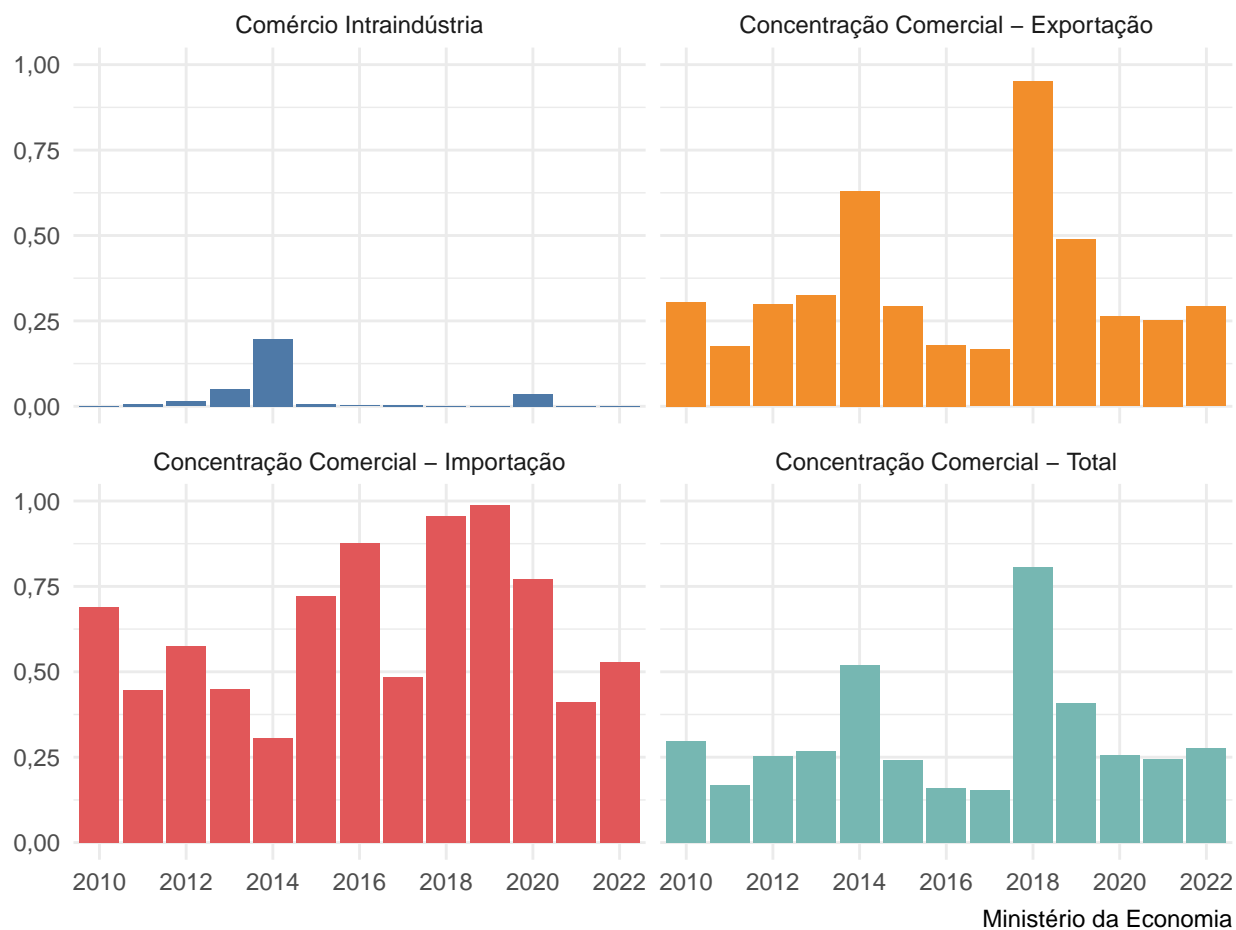 Comércio Intraindústria
Concentração Comercial – Exportação
1,00
0,75
0,50
0,25
0,00
Concentração Comercial – Importação
Concentração Comercial – Total
1,00
0,75
0,50
0,25
0,00
2010 2012 2014 2016 2018 2020 2022
2010 2012 2014 2016 2018 2020 2022
Ministério da Economia